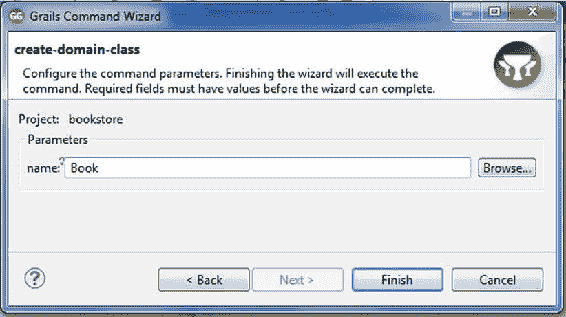 GG Grails Command Wizard
create-domain-class
Configure the command parameters. Finishing the wizard will execute the
command. Required fields must have values before the wizard can complete.
Project: bookstore
Parameters
name: Book
Browse...
?
< Back
Next >
Finish
Cancel